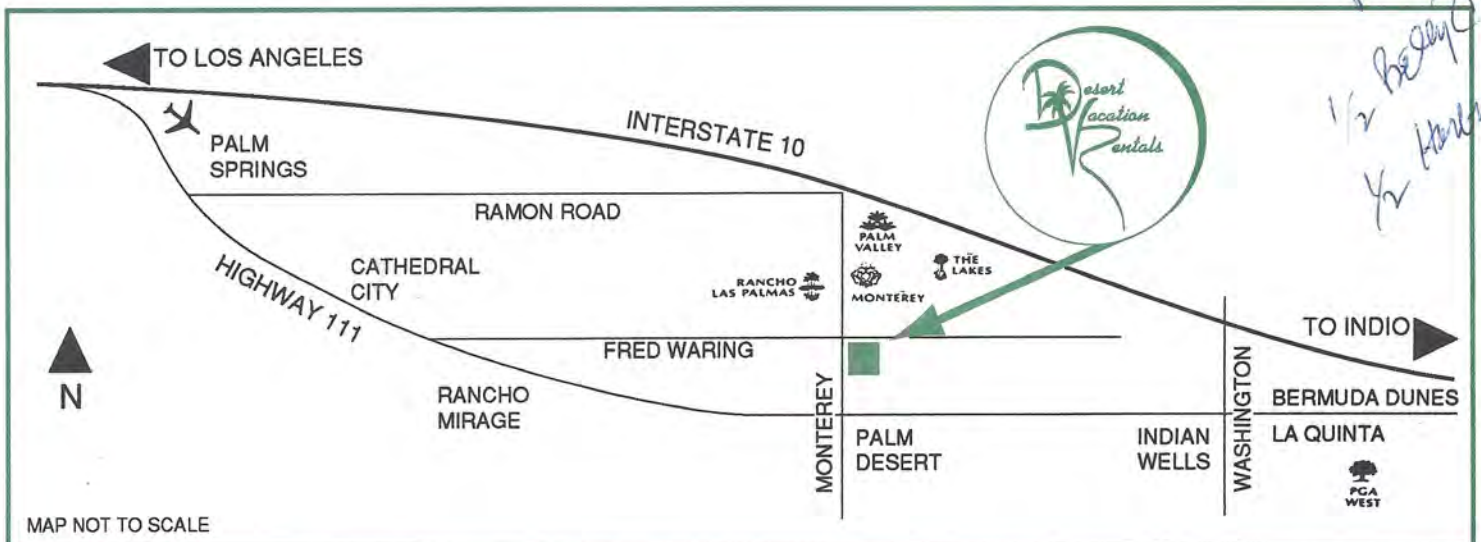 TO LOS ANGELES
INTERSTATE 10
PALM
SPRINGS
RAMON ROAD
HIGHWAY 111
CATHEDRAL
CITY
RANCHO
LAS PALMAS
PALM
VALLEY
THE
LAKES
MONTEREY
Desert
Vacation
Rentals
1/2
1/2
FRED WARING
TO INDIO
N
RANCHO
MIRAGE
MONTEREY
PALM
DESERT
INDIAN
WELLS
WASHINGTON
BERMUDA DUNES
LA QUINTA
PGA
WEST
MAP NOT TO SCALE